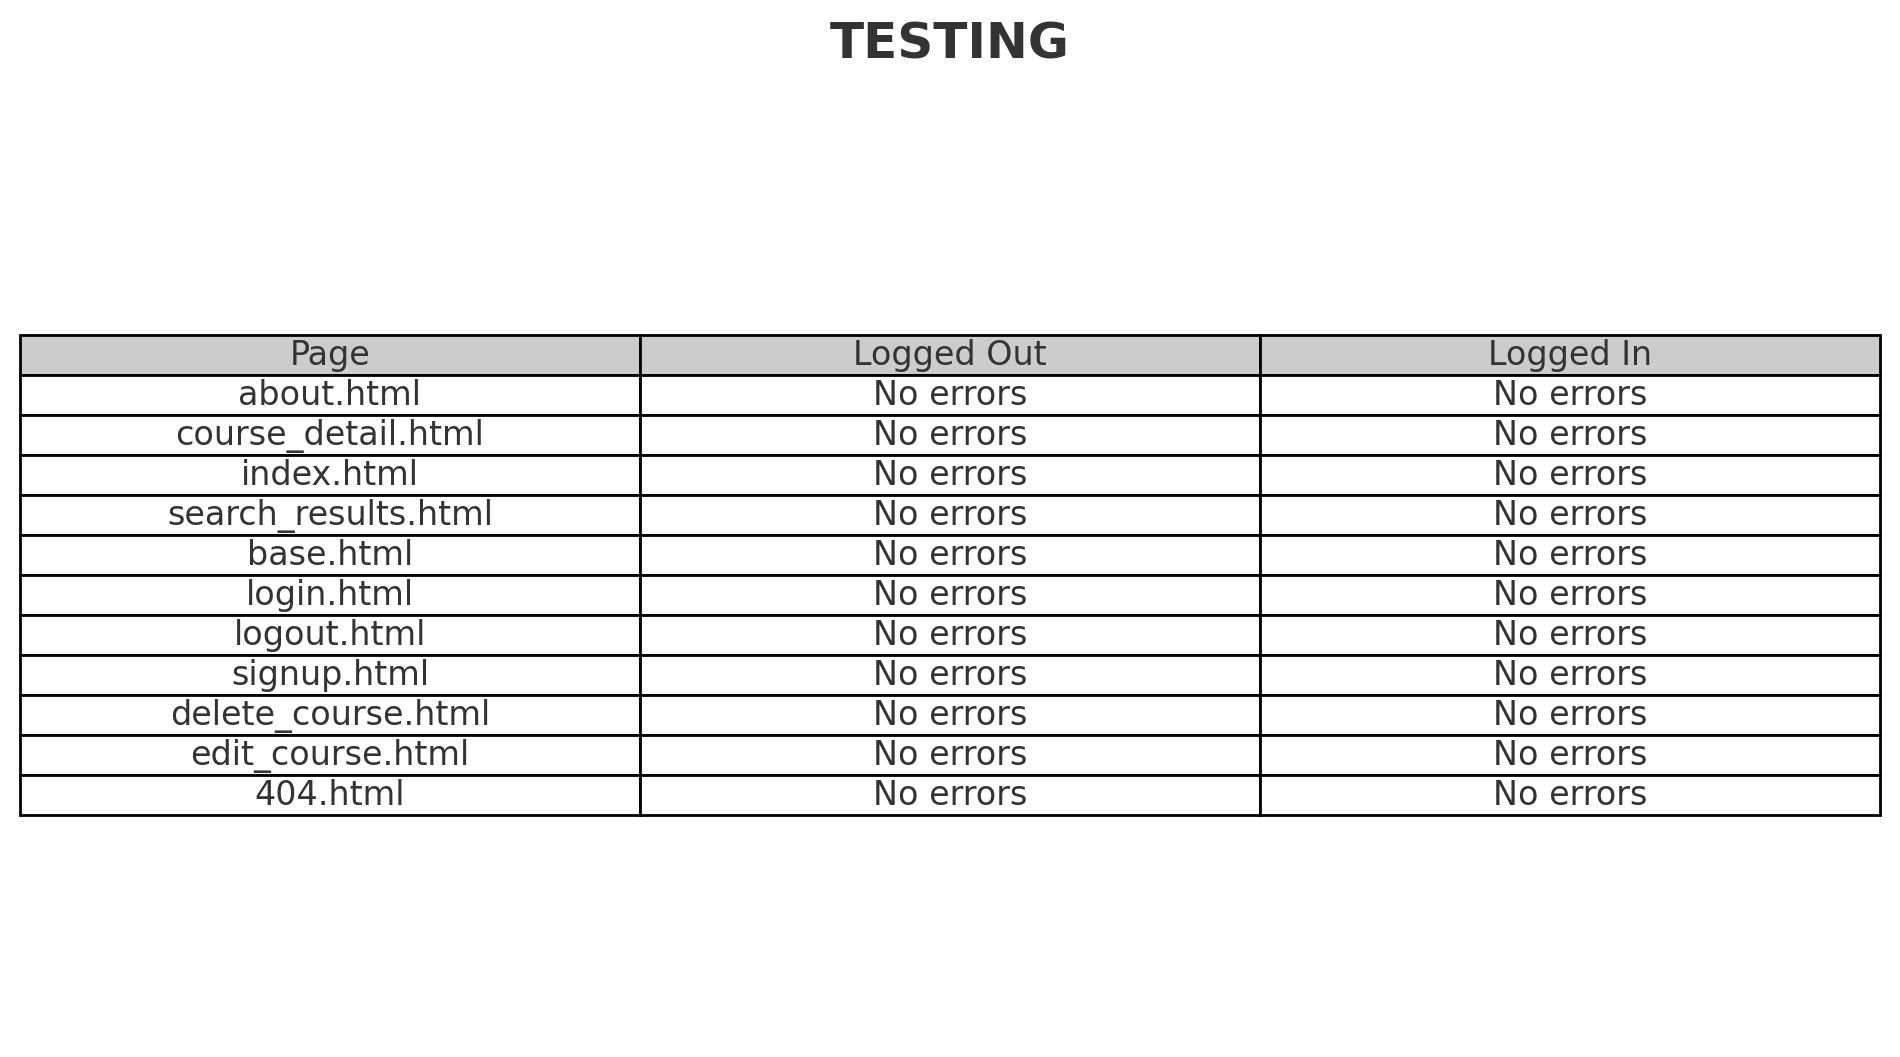 TESTING
Page Logged Out Logged In
about.html No errors No errors
course_detail.html No errors No errors
index.html No errors No errors
search_results.html No errors No errors
base.html No errors No errors
login.html No errors No errors
logout.html No errors No errors
signup.html No errors No errors
delete_course.html No errors No errors
edit_course.html No errors No errors
404.html No errors No errors